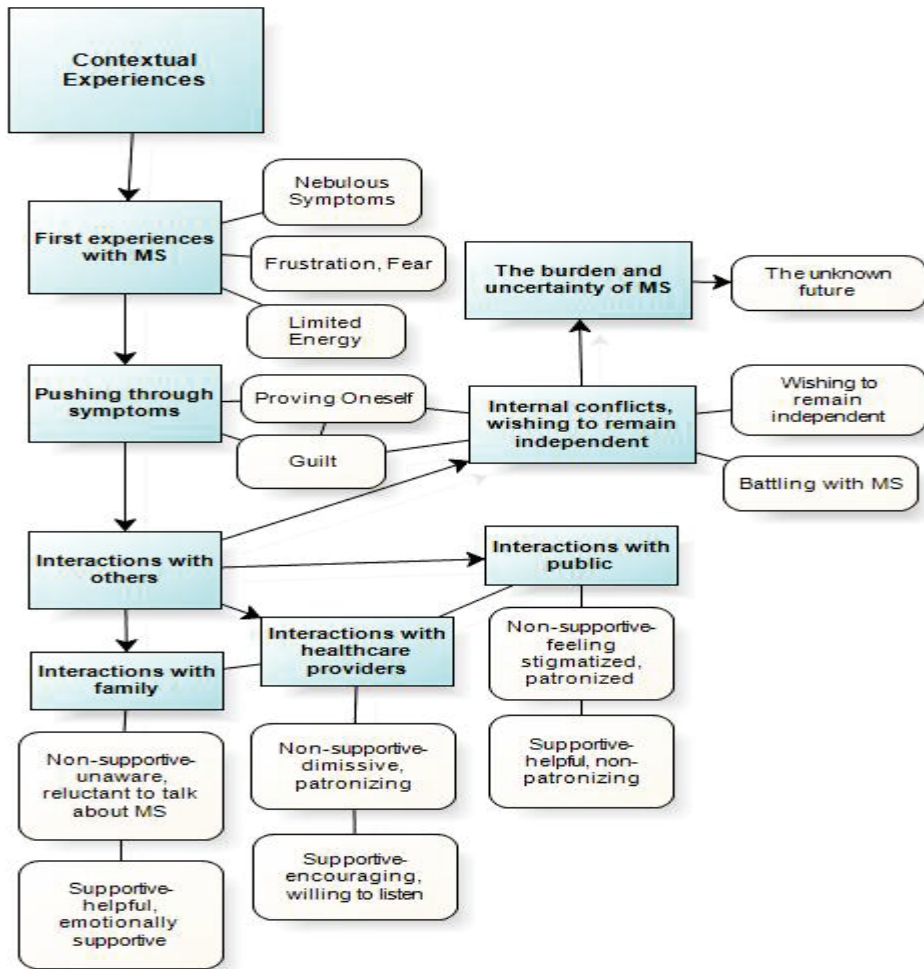 Contextual
Experiences
Nebulous
Symptoms
First experiences
with MS
Frustration, Fear
The burden and
uncertainty of MS
The unknown
future
Limited
Energy
Pushing through
symptoms
Proving Oneself
Internal conflicts,
wishing to remain
independent
Wishing to
remain
independent
Guilt
Battling with MS
Interactions with
others
Interactions with
public
Interactions with
healthcare
providers
Interactions with
family
Non-supportive-
feeling
stigmatized,
patronized
Non-supportive-
unaware,
reluctant to talk
about MS
Non-supportive-
dimissive,
patronizing
Supportive-
helpful, non-
patronizing
Supportive-
helpful,
emotionally
supportive
Supportive-
encouraging,
willing to listen